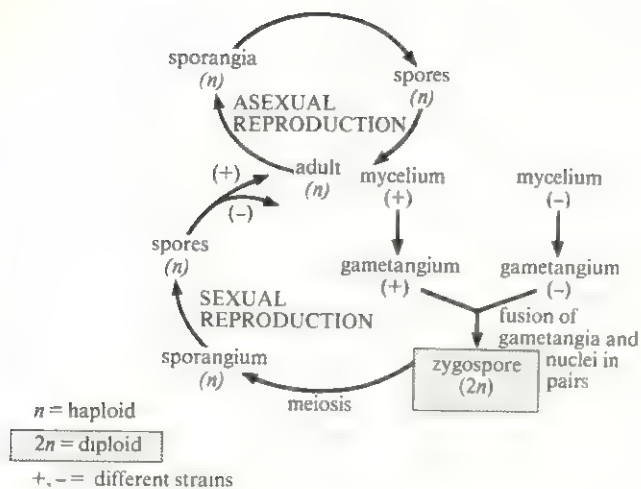 sporangia
(n)
spores
(n)
ASEXUAL
REPRODUCTION
adult
(n)
mycelium
(+)
mycelium
(−)
(+)
(−)
spores
(n)
gametangium
(+)
gametangium
(−)
SEXUAL
REPRODUCTION
fusion of
gametangia and
nuclei in
pairs
zygospore
(2n)
sporangium
(n)
meiosis
n = haploid
2n = diploid
+, − = different strains